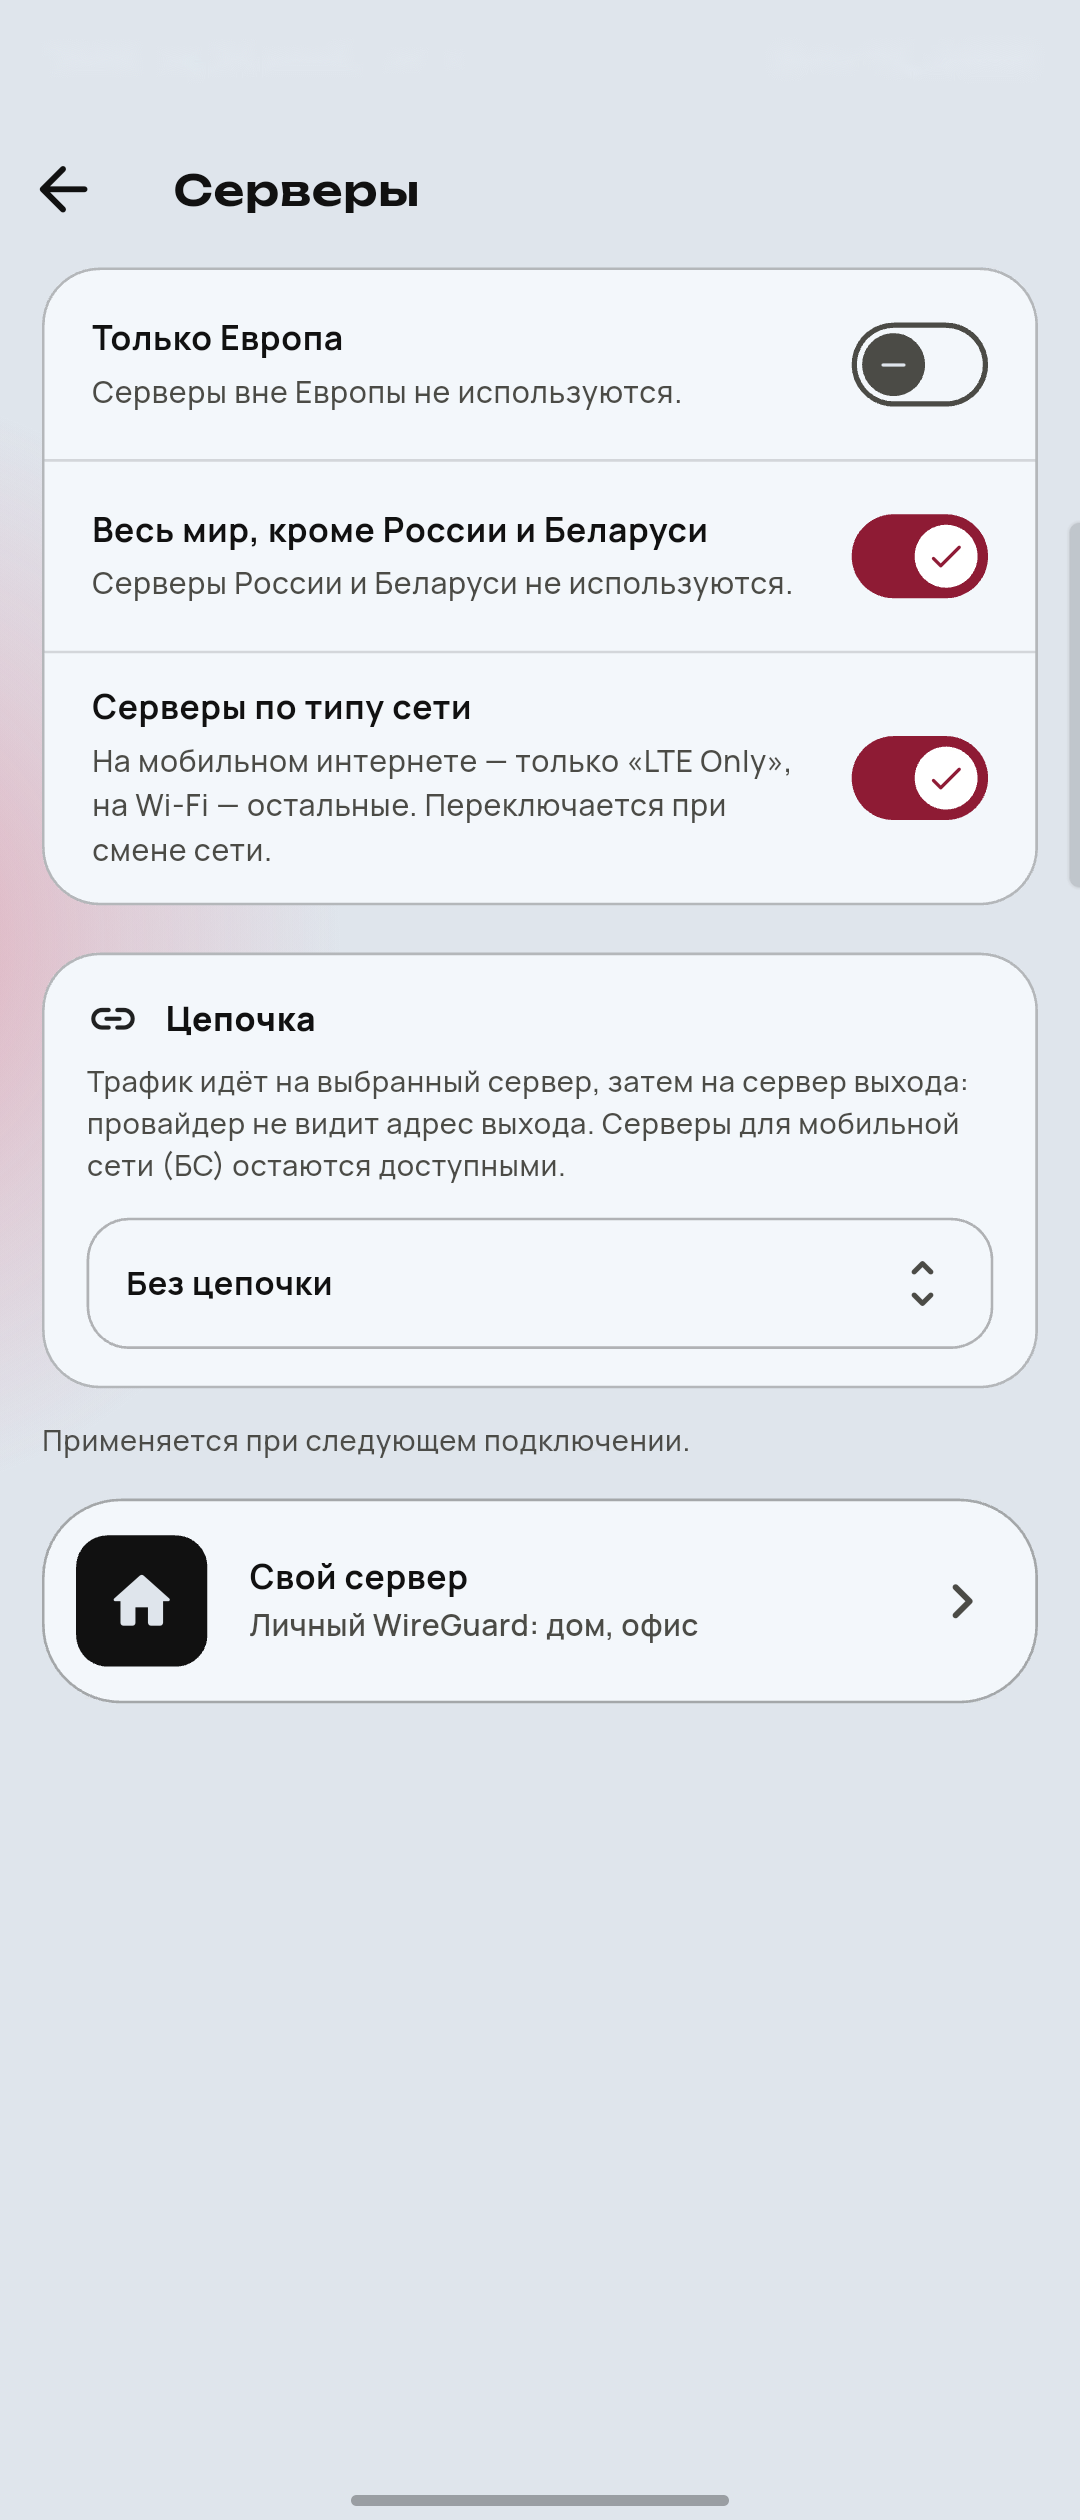 Серверы
Только Европа
Серверы вне Европы не используются.
Весь мир, кроме России и Беларуси
Серверы России и Беларуси не используются.
Серверы по типу сети
На мобильном интернете — только «LTE Only»,
на Wi-Fi — остальные. Переключается при
смене сети.
Цепочка
Трафик идёт на выбранный сервер, затем на сервер выхода:
провайдер не видит адрес выхода. Серверы для мобильной
сети (БС) остаются доступными.
Без цепочки
Применяется при следующем подключении.
Свой сервер
Личный WireGuard: дом, офис